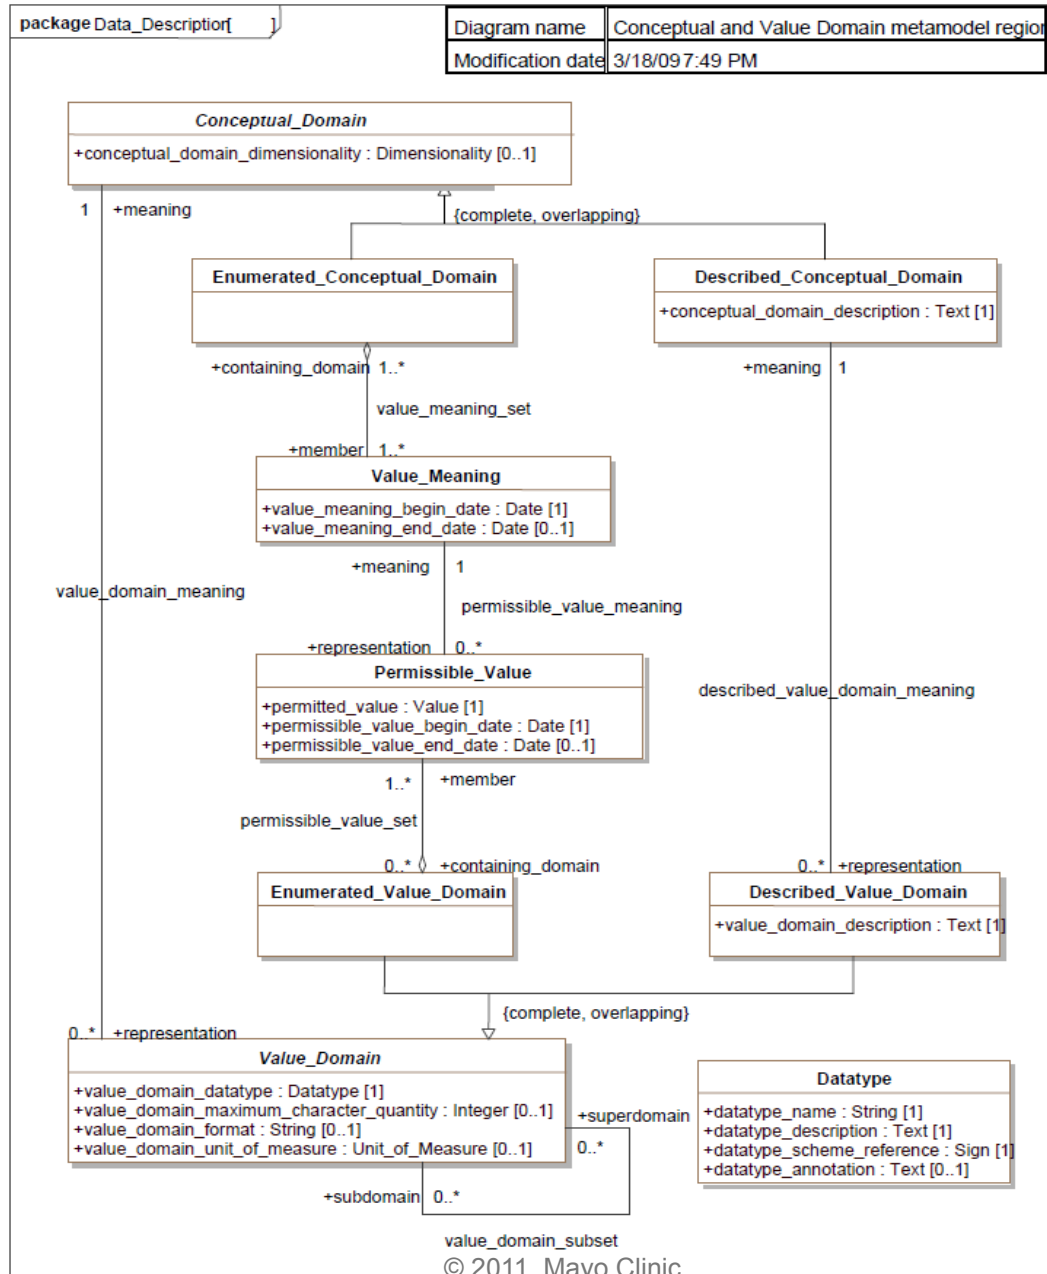 package Data_Description[ ]
Diagram name Conceptual and Value Domain metamodel region
Modification date 3/18/09 7:49 PM
Conceptual_Domain
+conceptual_domain_dimensionality : Dimensionality [0..1]
1 +meaning
{complete, overlapping}
Enumerated_Conceptual_Domain
Described_Conceptual_Domain
+conceptual_domain_description : Text [1]
+containing_domain 1..*
+meaning 1
value_meaning_set
+member 1..*
Value_Meaning
+value_meaning_begin_date : Date [1]
+value_meaning_end_date : Date [0..1]
+meaning 1
value_domain_meaning
permissible_value_meaning
+representation 0..*
Permissible_Value
+permitted_value : Value [1]
+permissible_value_begin_date : Date [1]
+permissible_value_end_date : Date [0..1]
described_value_domain_meaning
1..* +member
permissible_value_set
0..* +containing_domain
0..* +representation
Enumerated_Value_Domain
Described_Value_Domain
+value_domain_description : Text [1]
{complete, overlapping}
0..* +representation
Value_Domain
+value_domain_datatype : Datatype [1]
+value_domain_maximum_character_quantity : Integer [0..1]
+value_domain_format : String [0..1]
+value_domain_unit_of_measure : Unit_of_Measure [0..1]
+superdomain
0..*
Datatype
+datatype_name : String [1]
+datatype_description : Text [1]
+datatype_scheme_reference : Sign [1]
+datatype_annotation : Text [0..1]
+subdomain 0..*
value_domain_subset
© 2011 Mayo Clinic